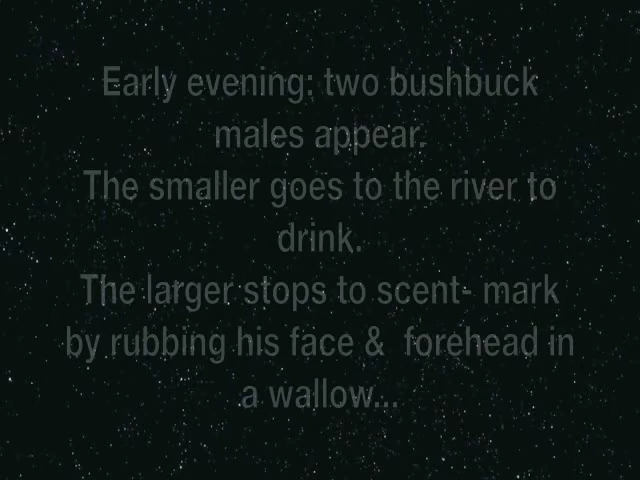 Early evening: two bushbuck
males appear.
The smaller goes to the river to
drink.
The larger stops to scent- mark
by rubbing his face &  forehead in
a wallow...